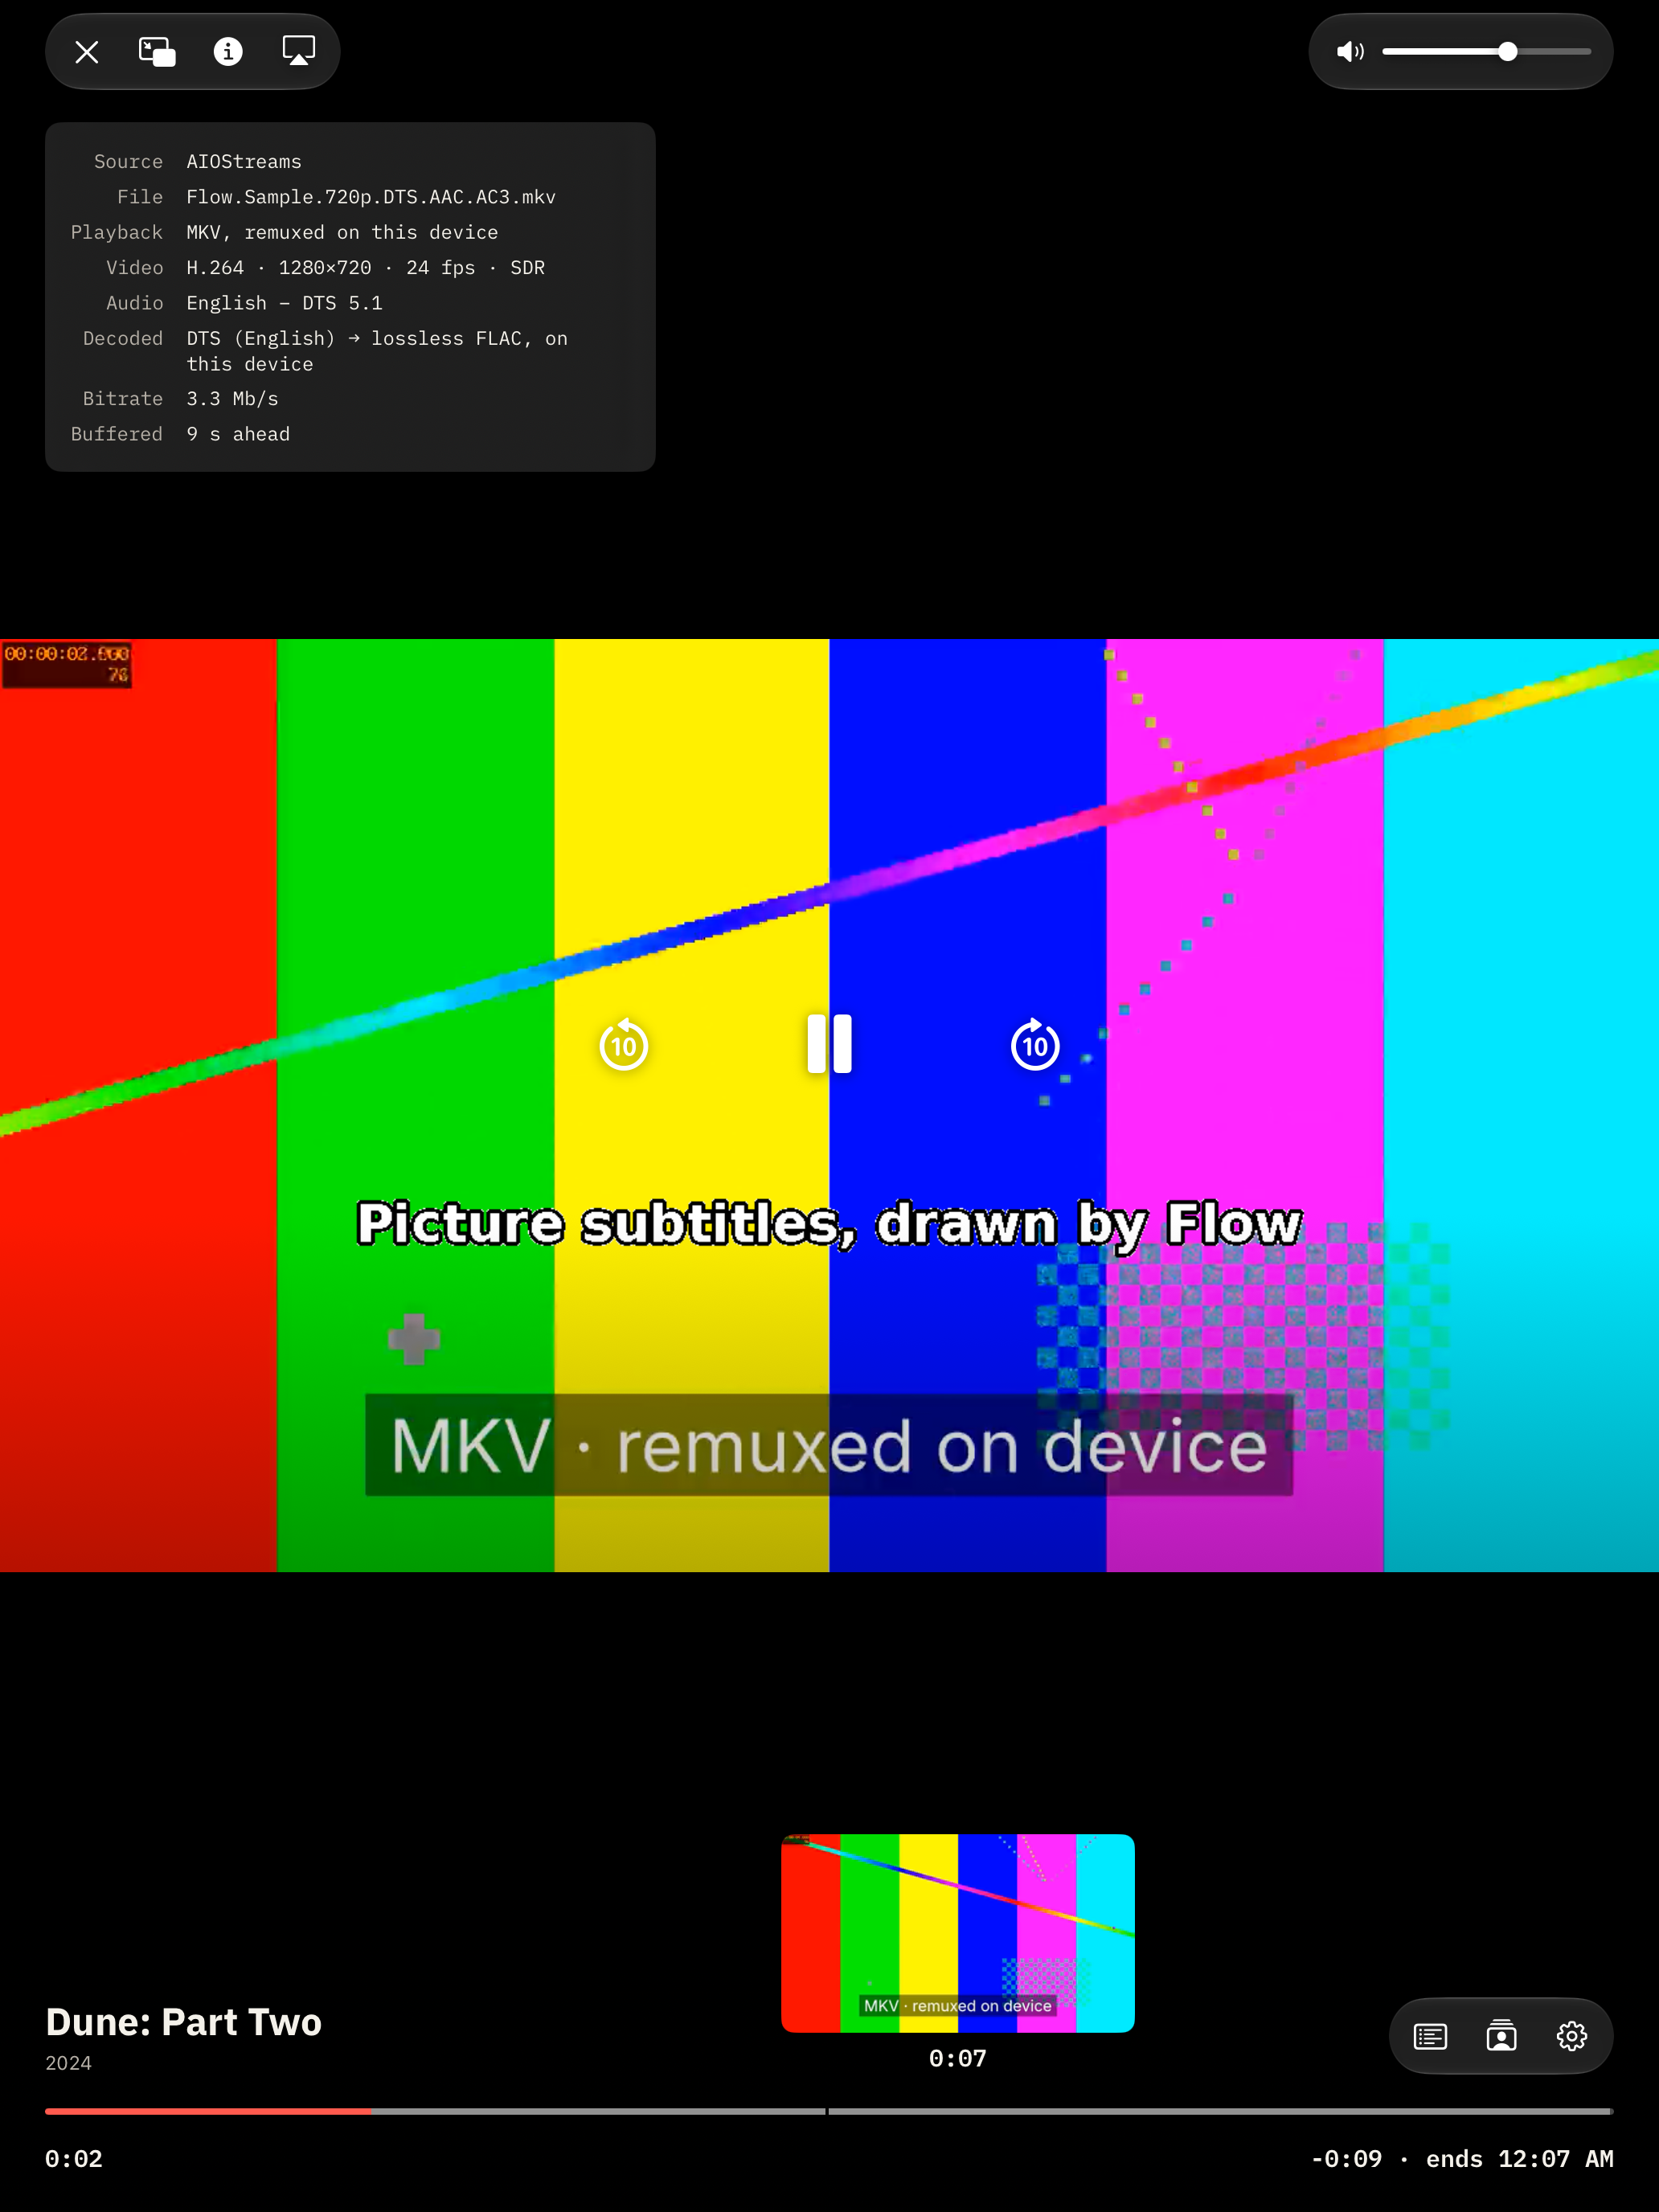 Source AIOStreams
File Flow.Sample.720p.DTS.AAC.AC3.mkv
Playback MKV, remuxed on this device
Video H.264 · 1280×720 · 24 fps · SDR
Audio English – DTS 5.1
Decoded DTS (English) → lossless FLAC, on
this device
Bitrate 3.3 Mb/s
Buffered 9 s ahead
10
10
Picture subtitles, drawn by Flow
MKV · remuxed on device
MKV · remuxed on device
0:07
Dune: Part Two
2024
0:02
-0:09 · ends 12:07 AM